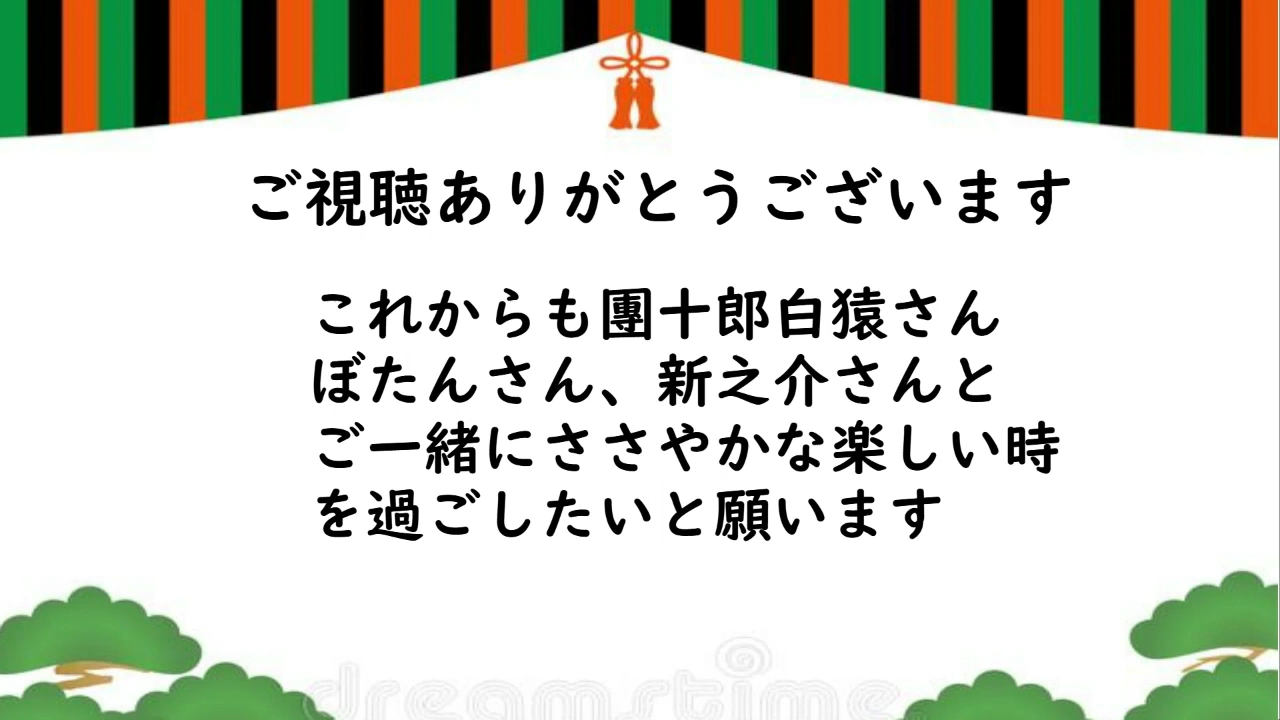 ご視聴ありがとうございます
これからも團十郎白猿さん
ぼたんさん、新之介さんと
ご一緒にささやかな楽しい時
を過ごしたいと願います
dreamstime